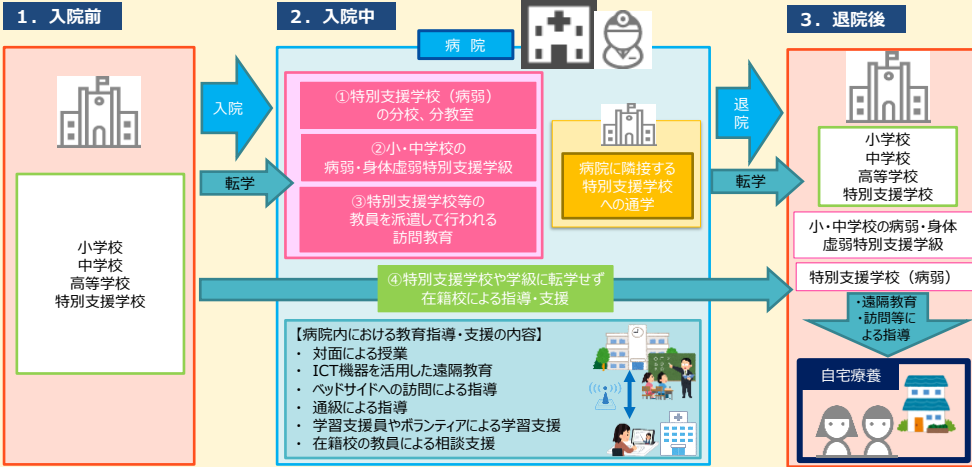 1．入院前
小学校
中学校
高等学校
特別支援学校
入院
転学
2．入院中
病 院
①特別支援学校（病弱）
の分校、分教室
②小・中学校の
病弱・身体虚弱特別支援学級
③特別支援学校等の
教員を派遣して行われる
訪問教育
病院に隣接する
特別支援学校
への通学
④特別支援学校や学級に転学せず
在籍校による指導・支援
【病院内における教育指導・支援の内容】
・ 対面による授業
・ ICT機器を活用した遠隔教育
・ ベッドサイドへの訪問による指導
・ 通級による指導
・ 学習支援員やボランティアによる学習支援
・ 在籍校の教員による相談支援
退
院
転学
3．退院後
小学校
中学校
高等学校
特別支援学校
小・中学校の病弱・身体
虚弱特別支援学級
特別支援学校（病弱）
・遠隔教育
・訪問等に
よる指導
自宅療養